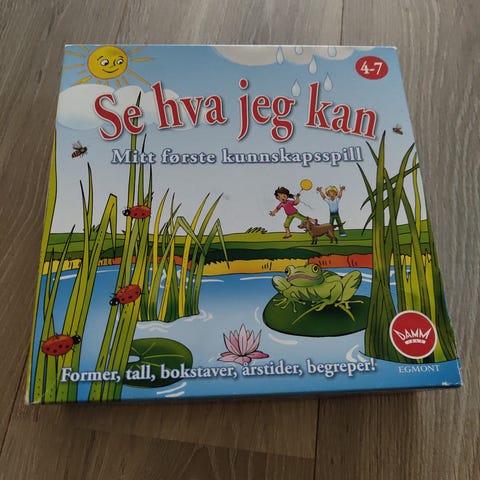 4-7
Se hva jeg kan
Mitt første kunnskapsspill
DAMM
EGMONT
Former, tall, bokstaver, årstider, begreper!